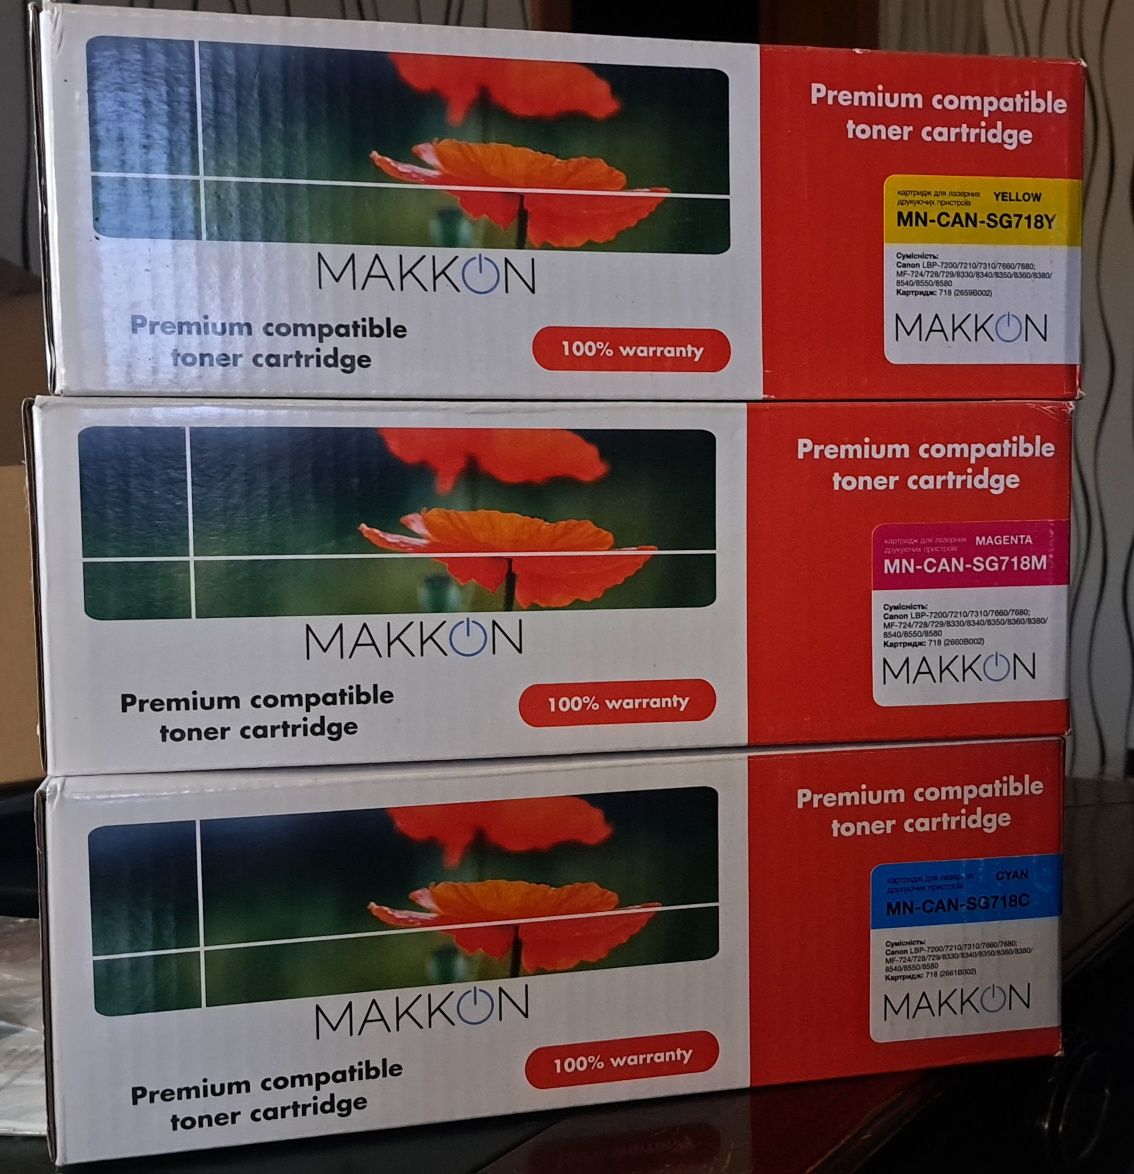 Premium compatible
toner cartridge
картридж для лазерних
друкуючих пристроїв
YELLOW
MN-CAN-SG718Y
Сумісність:
Canon LBP-7200/7210/7310/7660/7680;
MF-724/728/729/8330/8340/8350/8360/8380/
8540/8550/8580
Картридж: 718 (2659B002)
MAKKON
MAKKON
Premium compatible
toner cartridge
100% warranty
Premium compatible
toner cartridge
картридж для лазерних
друкуючих пристроїв
MAGENTA
MN-CAN-SG718M
Сумісність:
Canon LBP-7200/7210/7310/7660/7680;
MF-724/728/729/8330/8340/8350/8360/8380/
8540/8550/8580
Картридж: 718 (2660B002)
MAKKON
MAKKON
Premium compatible
toner cartridge
100% warranty
Premium compatible
toner cartridge
картридж для лазерних
друкуючих пристроїв
CYAN
MN-CAN-SG718C
Сумісність:
Canon LBP-7200/7210/7310/7660/7680;
MF-724/728/729/8330/8340/8350/8360/8380/
8540/8550/8580
Картридж: 718 (2661B002)
MAKKON
MAKKON
Premium compatible
toner cartridge
100% warranty